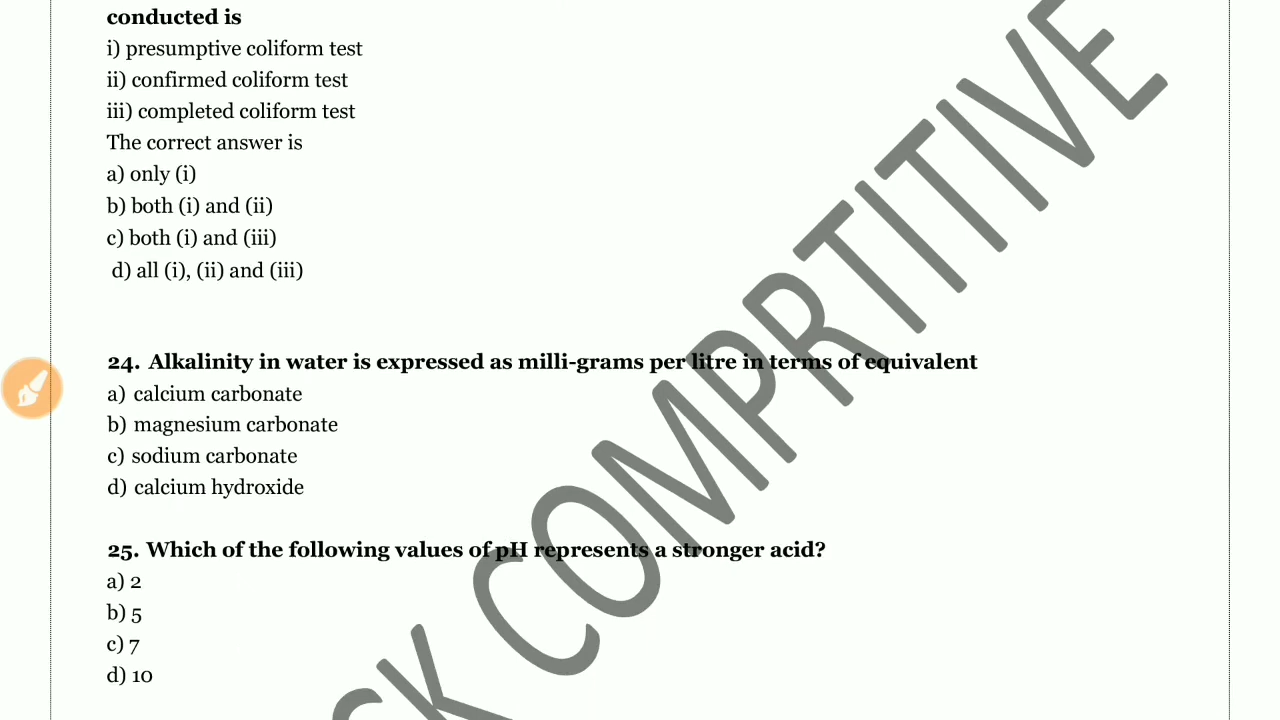 conducted is
i) presumptive coliform test
ii) confirmed coliform test
iii) completed coliform test
The correct answer is
a) only (i)
b) both (i) and (ii)
c) both (i) and (iii)
d) all (i), (ii) and (iii)
24. Alkalinity in water is expressed as milli-grams per litre in terms of equivalent
a) calcium carbonate
b) magnesium carbonate
c) sodium carbonate
d) calcium hydroxide
25. Which of the following values of pH represents a stronger acid?
a) 2
b) 5
c) 7
d) 10
COMPRTITIVE